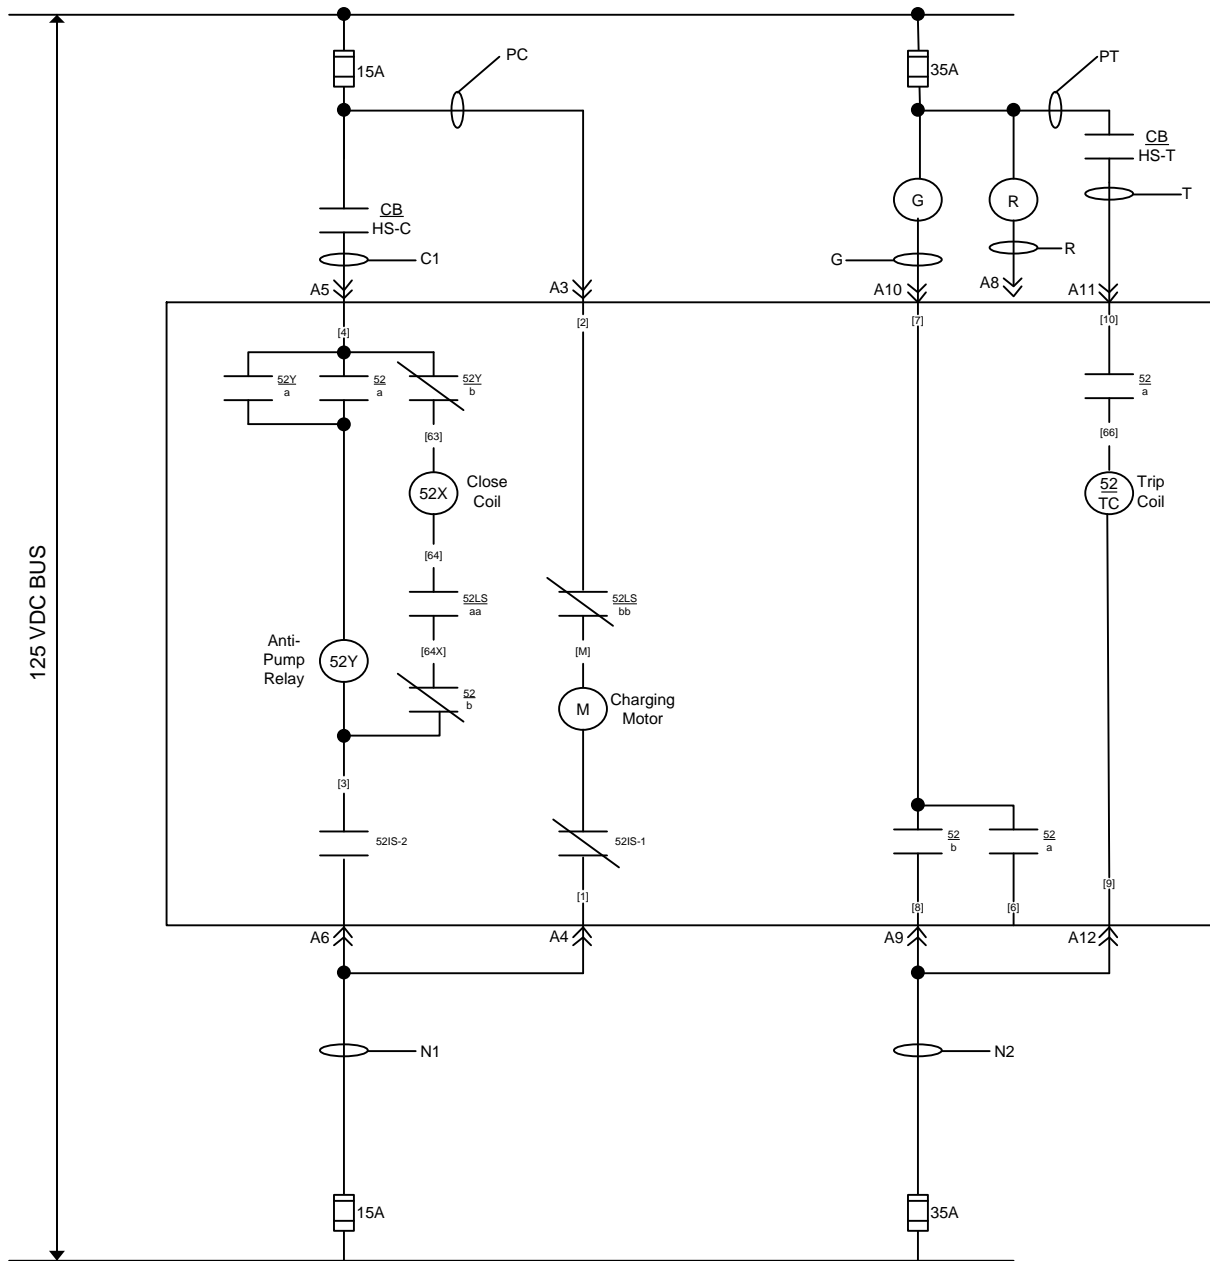 15A
PC
35A
PT
CB
HS-T
T
CB
HS-C
C1
G
R
G
R
A5
A3
A10
A8
A11
[4]
[2]
[7]
[10]
52Y
a
52
a
52Y
b
52
a
[63]
[66]
52X
Close
Coil
52
TC
Trip
Coil
[64]
125 VDC BUS
52LS
aa
52LS
bb
Anti-
Pump
Relay
52Y
[64X]
[M]
52
b
M
Charging
Motor
[3]
52IS-2
52IS-1
52
b
52
a
[1]
[8]
[6]
[9]
A6
A4
A9
A12
N1
N2
15A
35A